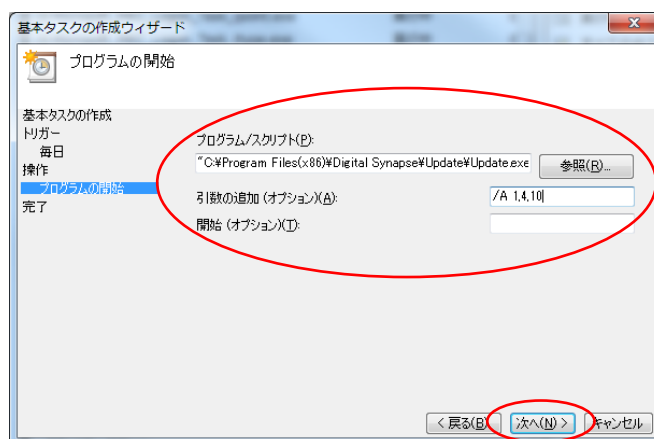 基本タスクの作成ウィザード
プログラムの開始
基本タスクの作成
トリガー
毎日
操作
プログラムの開始
完了
プログラム/スクリプト(P):
"C:¥Program Files(x86)¥Digital Synapse¥Update¥Update.exe
参照(R)...
引数の追加 (オプション)(A):
/A 1,4,10
開始 (オプション)(T):
< 戻る(B)
次へ(N) >
キャンセル